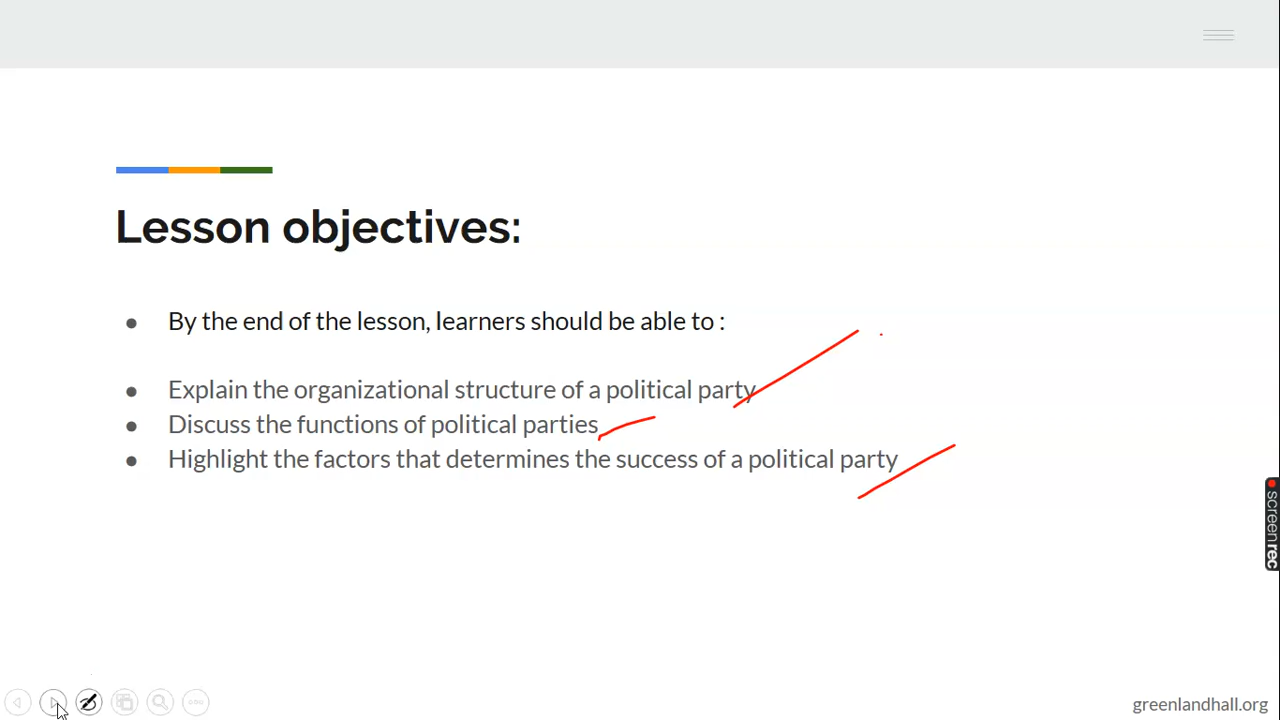 Lesson objectives:
By the end of the lesson, learners should be able to :
Explain the organizational structure of a political party
Discuss the functions of political parties
Highlight the factors that determines the success of a political party
screenrec
greenlandhall.org